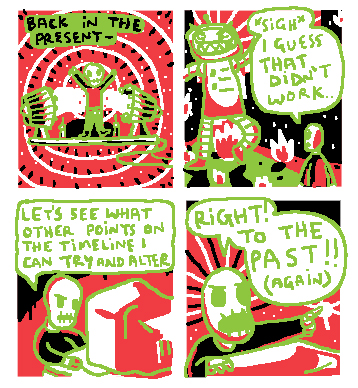 BACK IN THE
PRESENT-
*SIGH*
I GUESS
THAT
DIDN'T
WORK..
LET'S SEE WHAT
OTHER POINTS ON
THE TIMELINE I
CAN TRY AND ALTER
RIGHT!
TO THE
PAST!!
(AGAIN)